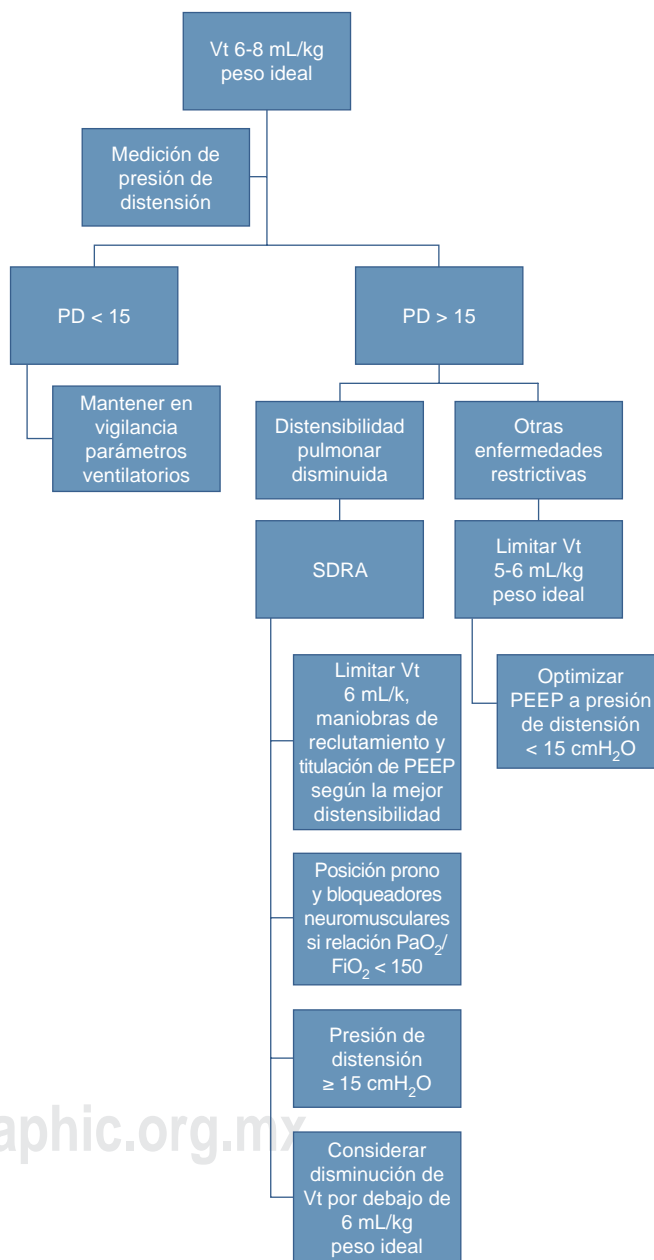 Vt 6-8 mL/kg
peso ideal
Medición de
presión de
distensión
PD < 15
PD > 15
Mantener en
vigilancia
parámetros
ventilatorios
Distensibilidad
pulmonar
disminuida
Otras
enfermedades
restrictivas
SDRA
Limitar Vt
5-6 mL/kg
peso ideal
Limitar Vt
6 mL/k,
maniobras de
reclutamiento y
titulación de PEEP
según la mejor
distensibilidad
Optimizar
PEEP a presión
de distensión
< 15 cmH₂O
Posición prono
y bloqueadores
neuromusculares
si relación PaO₂/
FiO₂ < 150
Presión de
distensión
≥ 15 cmH₂O
Considerar
disminución de
Vt por debajo de
6 mL/kg
peso ideal
aphic.org.mx